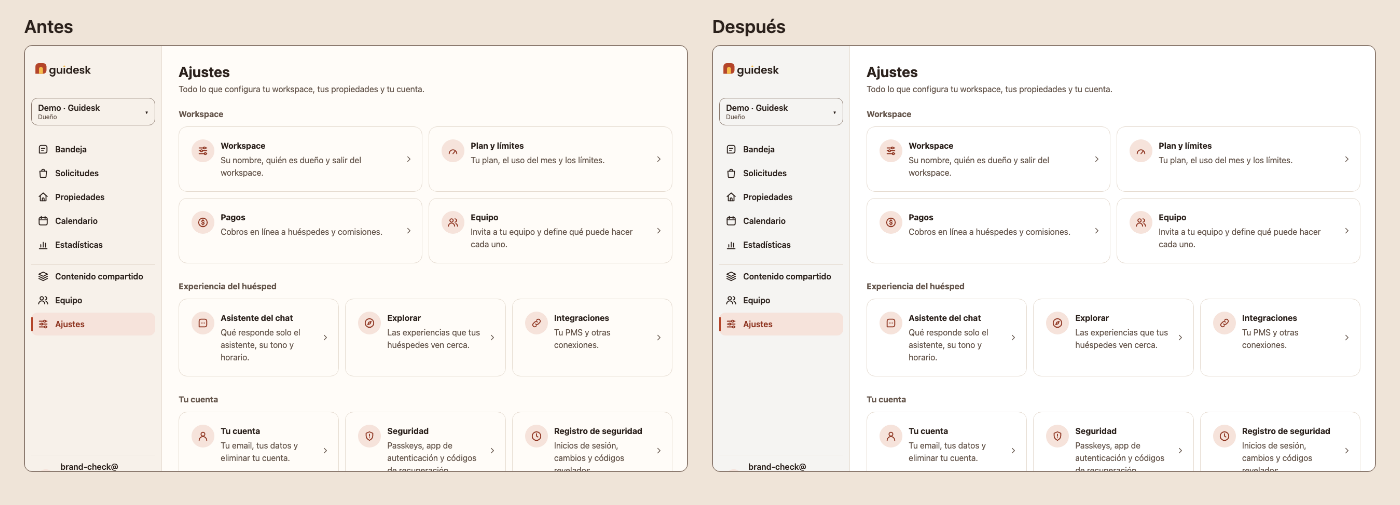 Antes
guidesk
Demo · Guidesk
Dueño
Bandeja
Solicitudes
Propiedades
Calendario
Estadísticas
Contenido compartido
Equipo
Ajustes
brand-check@
Ajustes
Todo lo que configura tu workspace, tus propiedades y tu cuenta.
Workspace
Workspace
Su nombre, quién es dueño y salir del
workspace.
Plan y límites
Tu plan, el uso del mes y los límites.
Pagos
Cobros en línea a huéspedes y comisiones.
Equipo
Invita a tu equipo y define qué puede hacer
cada uno.
Experiencia del huésped
Asistente del chat
Qué responde solo el
asistente, su tono y
horario.
Explorar
Las experiencias que tus
huéspedes ven cerca.
Integraciones
Tu PMS y otras
conexiones.
Tu cuenta
Tu cuenta
Tu email, tus datos y
eliminar tu cuenta.
Seguridad
Passkeys, app de
autenticación y códigos
de recuperación.
Registro de seguridad
Inicios de sesión,
cambios y códigos
revelados.
Después
guidesk
Demo · Guidesk
Dueño
Bandeja
Solicitudes
Propiedades
Calendario
Estadísticas
Contenido compartido
Equipo
Ajustes
brand-check@
Ajustes
Todo lo que configura tu workspace, tus propiedades y tu cuenta.
Workspace
Workspace
Su nombre, quién es dueño y salir del
workspace.
Plan y límites
Tu plan, el uso del mes y los límites.
Pagos
Cobros en línea a huéspedes y comisiones.
Equipo
Invita a tu equipo y define qué puede hacer
cada uno.
Experiencia del huésped
Asistente del chat
Qué responde solo el
asistente, su tono y
horario.
Explorar
Las experiencias que tus
huéspedes ven cerca.
Integraciones
Tu PMS y otras
conexiones.
Tu cuenta
Tu cuenta
Tu email, tus datos y
eliminar tu cuenta.
Seguridad
Passkeys, app de
autenticación y códigos
de recuperación.
Registro de seguridad
Inicios de sesión,
cambios y códigos
revelados.